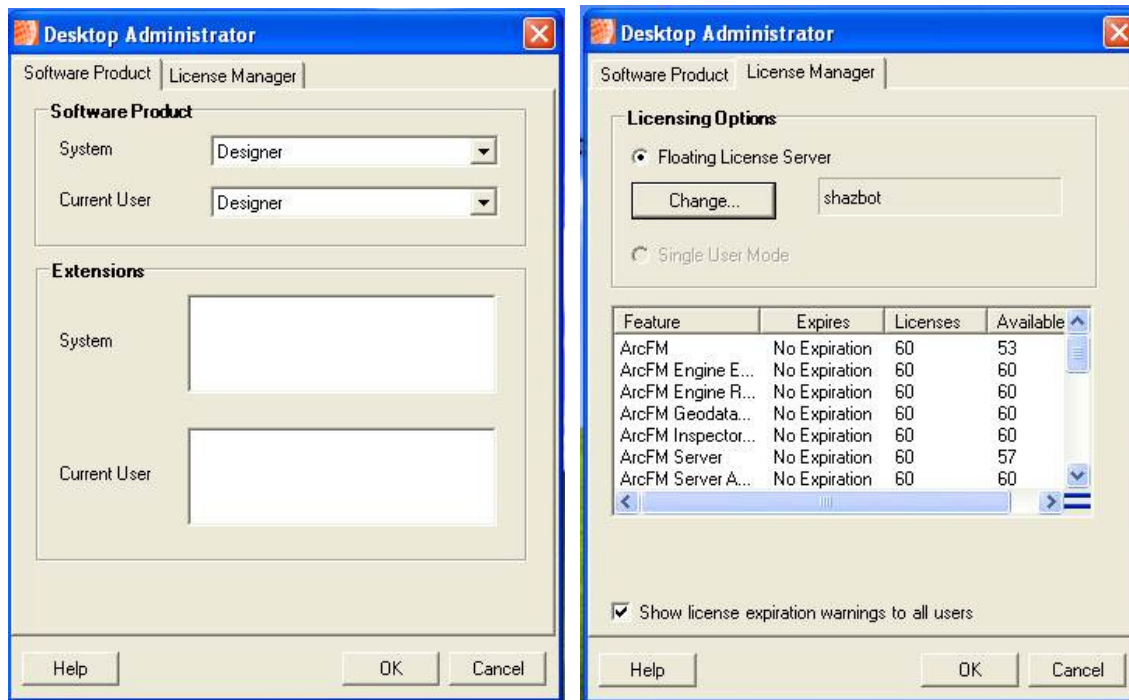 Desktop Administrator
Software Product License Manager
Software Product
System Designer
Current User Designer
Extensions
System
Current User
Help OK Cancel
Desktop Administrator
Software Product License Manager
Licensing Options
Floating License Server
Change... shazbot
Single User Mode
Feature Expires Licenses Available
ArcFM No Expiration 60 53
ArcFM Engine E... No Expiration 60 60
ArcFM Engine R... No Expiration 60 60
ArcFM Geodata... No Expiration 60 60
ArcFM Inspector... No Expiration 60 60
ArcFM Server No Expiration 60 57
ArcFM Server A... No Expiration 60 60
Show license expiration warnings to all users
Help OK Cancel